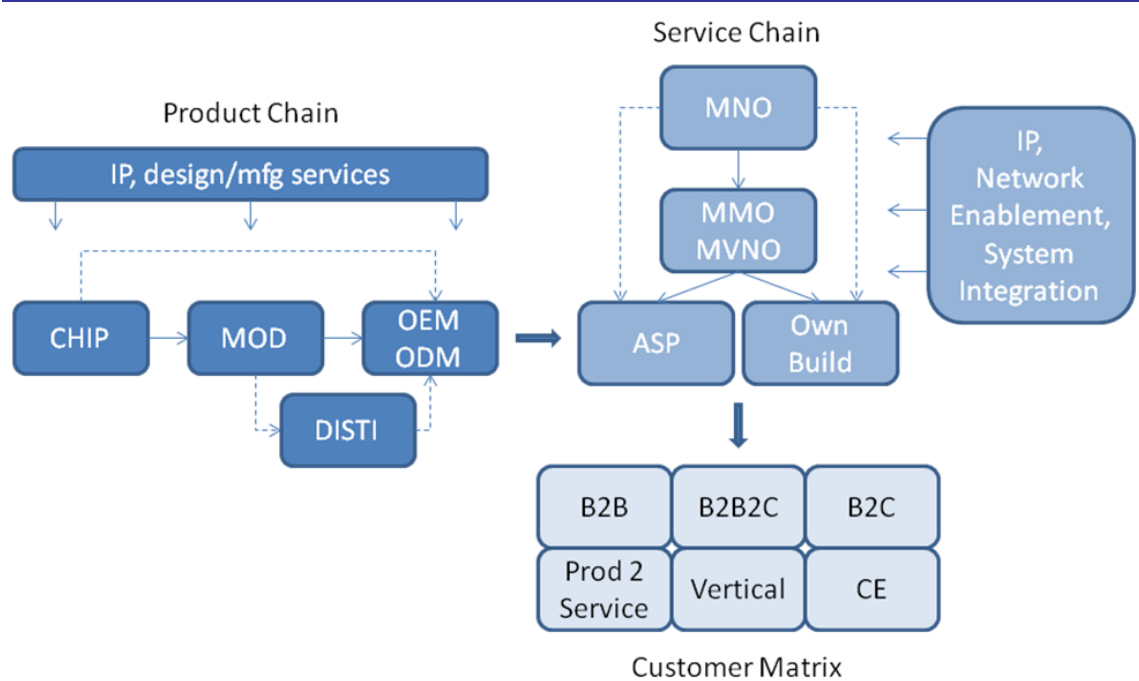 Service Chain
Product Chain
MNO
IP, design/mfg services
IP,
Network
Enablement,
System
Integration
MMO
MVNO
CHIP
MOD
OEM
ODM
DISTI
ASP
Own
Build
B2B
B2B2C
B2C
Prod 2
Service
Vertical
CE
Customer Matrix